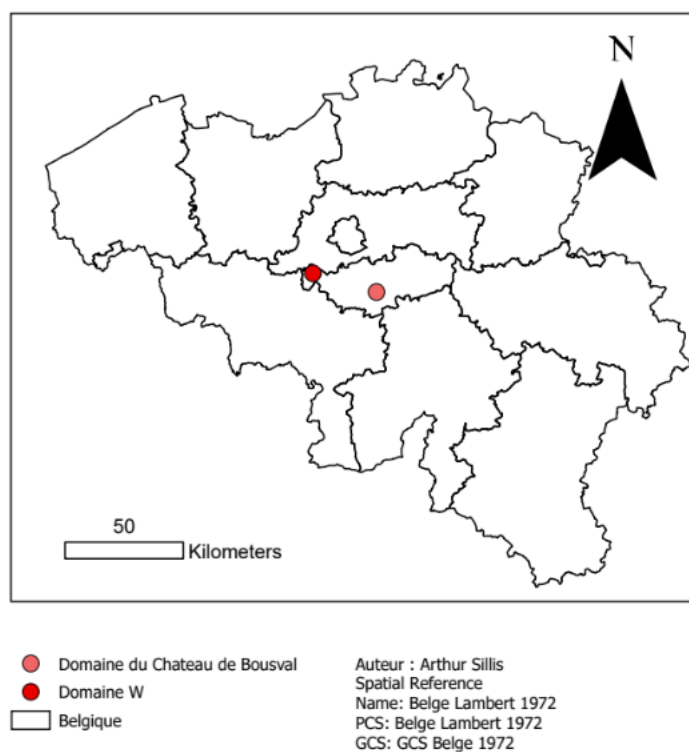 N
50
Kilometers
Domaine du Chateau de Bousval
Domaine W
Belgique
Auteur : Arthur Sillis
Spatial Reference
Name: Belge Lambert 1972
PCS: Belge Lambert 1972
GCS: GCS Belge 1972